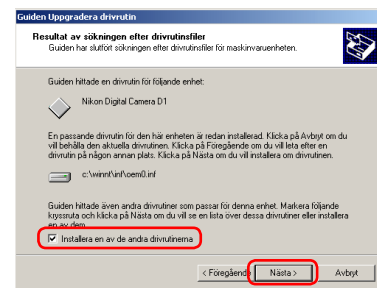 Guiden Uppgradera drivrutin
Resultat av sökningen efter drivrutinsfiler
Guiden har slutfört sökningen efter drivrutinsfiler för maskinvaruenheten.
Guiden hittade en drivrutin för följande enhet:
Nikon Digital Camera D1
En passande drivrutin för den här enheten är redan installerad. Klicka på Avbryt om du
vill behålla den aktuella drivrutinen. Klicka på Föregående om du vill leta efter en
drivrutin på någon annan plats. Klicka på Nästa om du vill installera om drivrutinen.
c:\winnt\inf\oem0.inf
Guiden hittade även andra drivrutiner som passar för denna enhet. Markera följande
kryssruta och klicka på Nästa om du vill se en lista över dessa drivrutiner eller installera
en av dem.
Installera en av de andra drivrutinerna
< Föregående Nästa > Avbryt